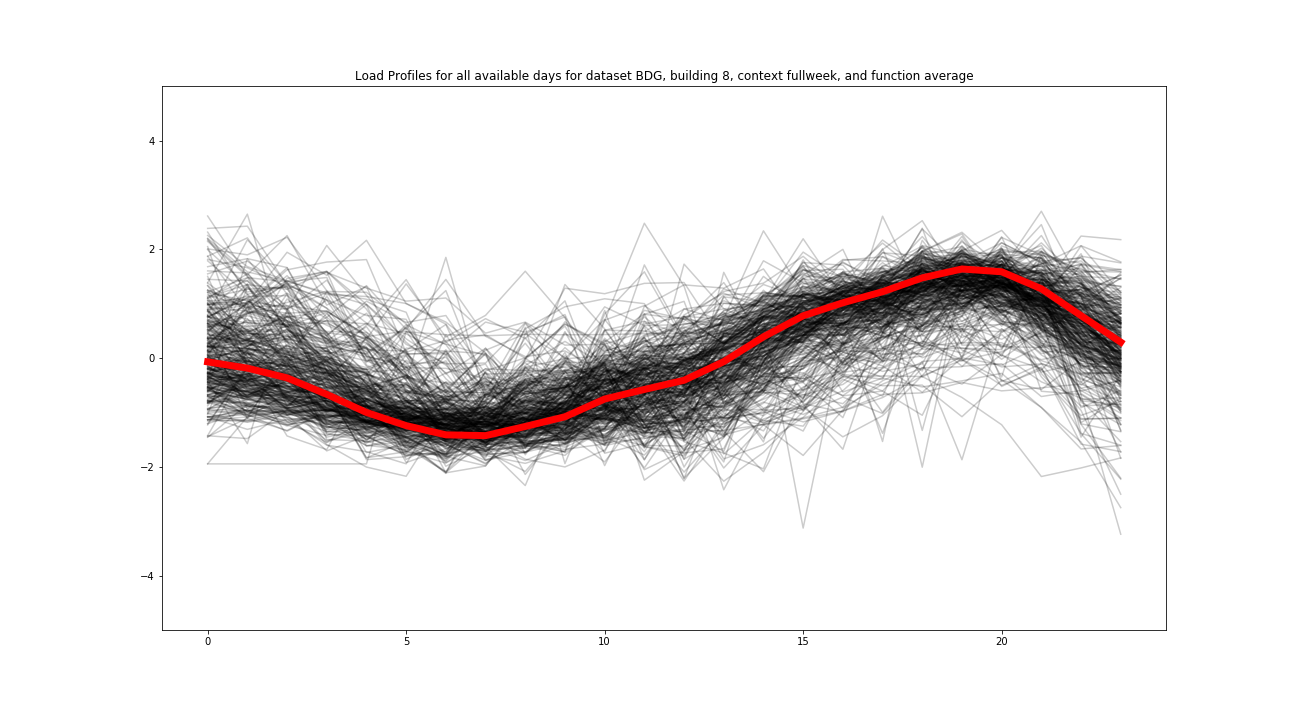 Load Profiles for all available days for dataset BDG, building 8, context fullweek, and function average
4
2
0
−2
−4
0 5 10 15 20